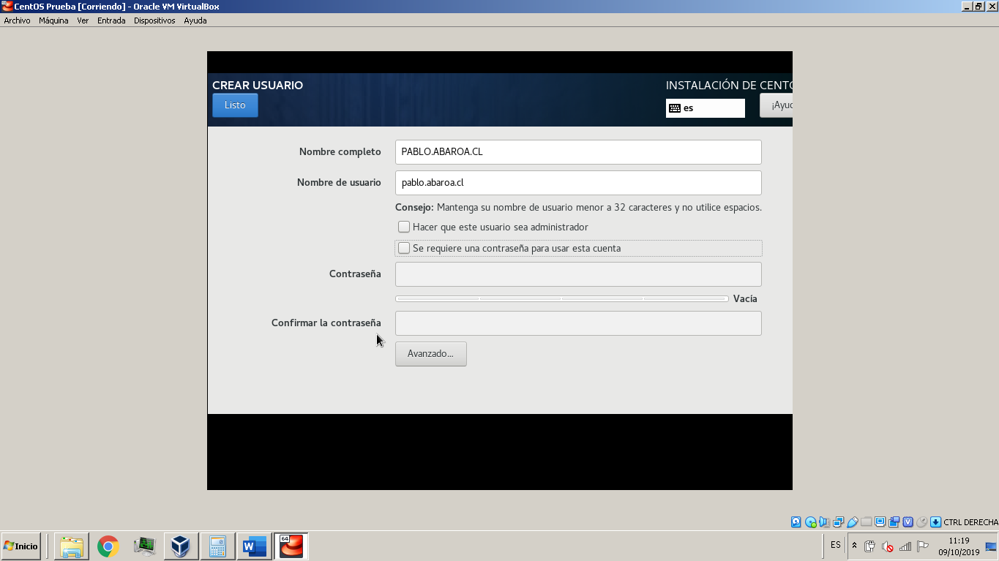 CentOS Prueba [Corriendo] - Oracle VM VirtualBox
Archivo Máquina Ver Entrada Dispositivos Ayuda
CREAR USUARIO
INSTALACIÓN DE CENTO
Listo
es
¡Ayuc
Nombre completo
PABLO.ABAROA.CL
Nombre de usuario
pablo.abaroa.cl
Consejo: Mantenga su nombre de usuario menor a 32 caracteres y no utilice espacios.
Hacer que este usuario sea administrador
Se requiere una contraseña para usar esta cuenta
Contraseña
Vacía
Confirmar la contraseña
Avanzado...
CTRL DERECHA
Inicio
64
ES
11:19
09/10/2019